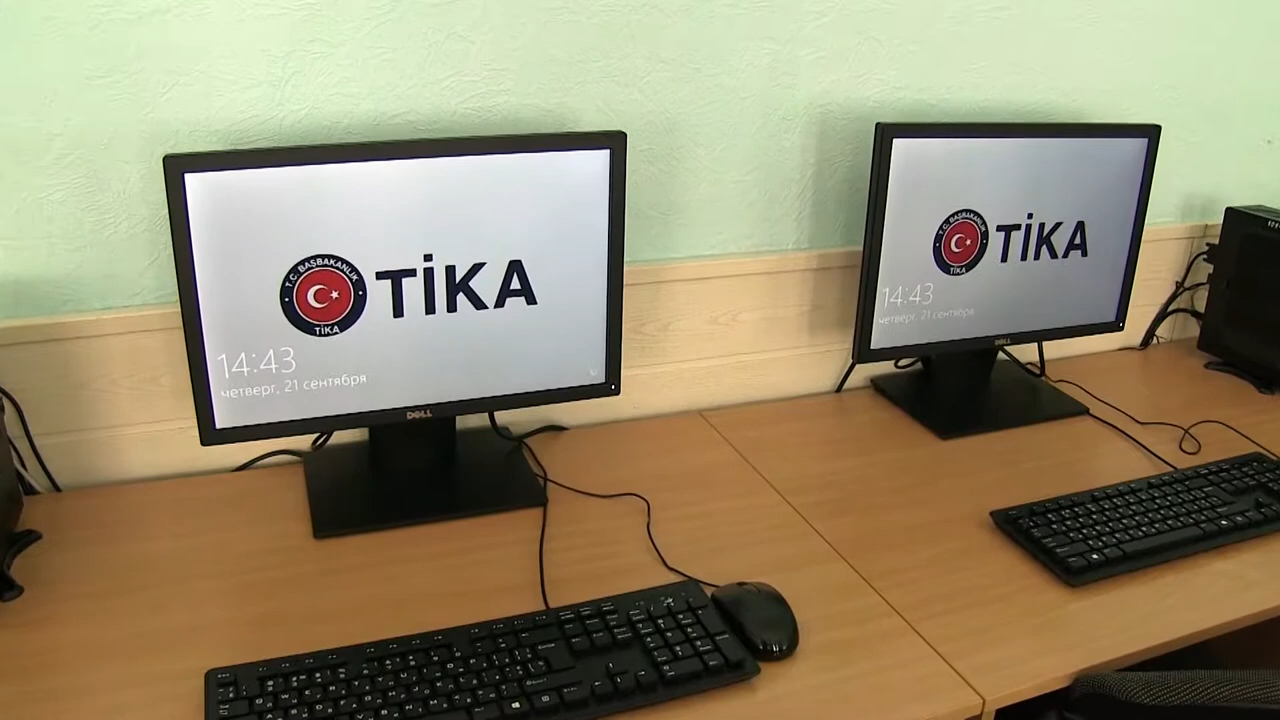 T.C. BAŞBAKANLIK
TİKA
TİKA
14:43
четверг, 21 сентября
DELL
T.C. BAŞBAKANLIK
TİKA
TİKA
14:43
четверг, 21 сентября
DELL